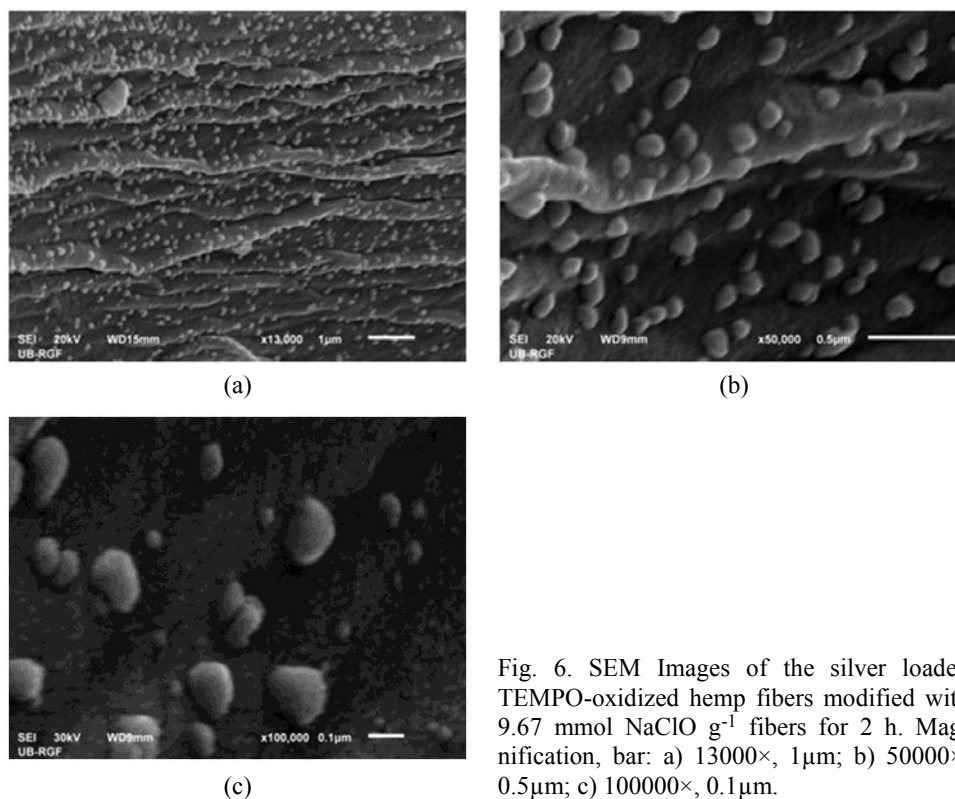 SEI 20kV WD15mm x13,000 1µm
UB-RGF
SEI 20kV WD9mm x50,000 0.5µm
UB-RGF
(a)
(b)
SEI 30kV WD9mm x100,000 0.1µm
UB-RGF
(c)
Fig. 6. SEM Images of the silver loade
TEMPO-oxidized hemp fibers modified wit
9.67 mmol NaClO g-1 fibers for 2 h. Mag
nification, bar: a) 13000×, 1µm; b) 50000×
0.5µm; c) 100000×, 0.1µm.